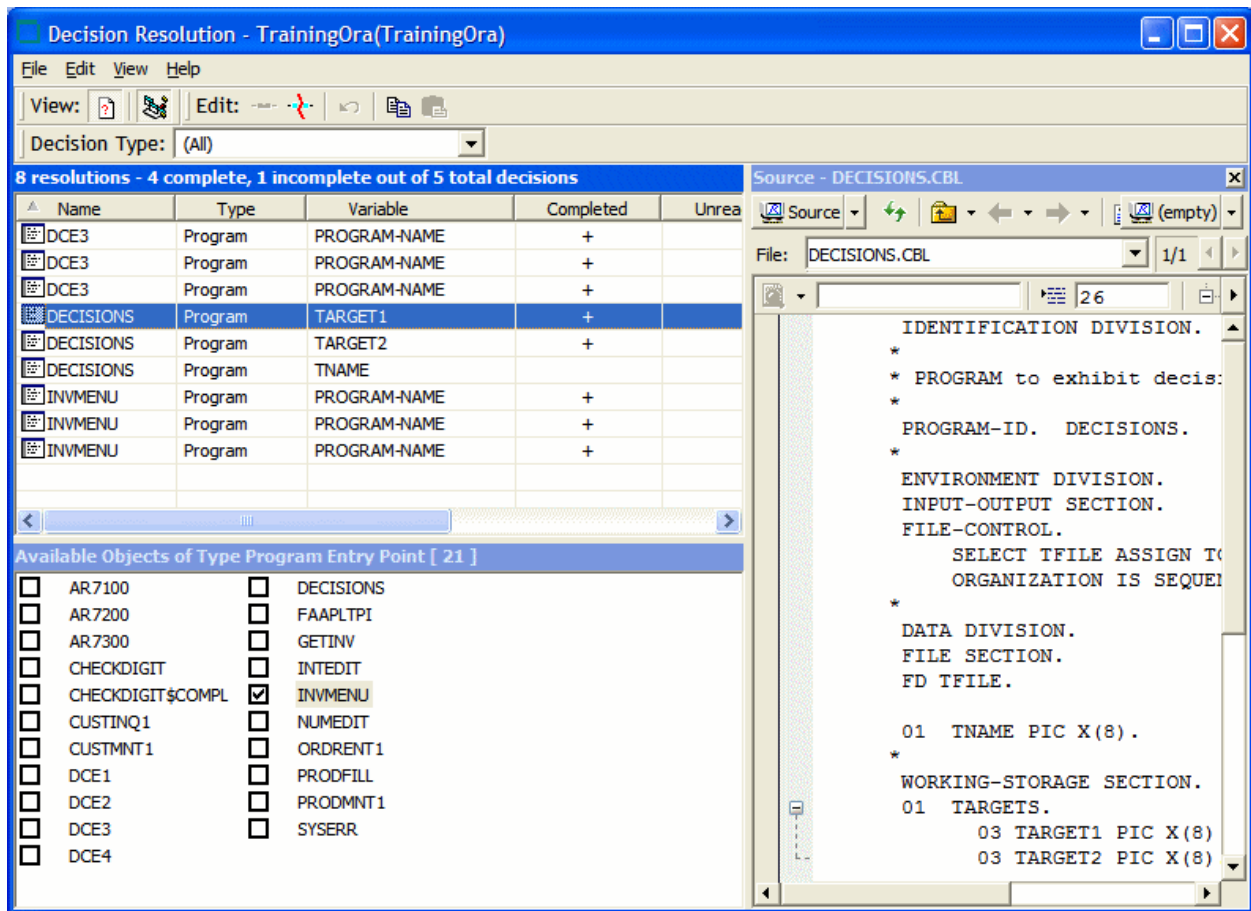 Decision Resolution - TrainingOra(TrainingOra)
File Edit View Help
View: Edit:
Decision Type: (All)
8 resolutions - 4 complete, 1 incomplete out of 5 total decisions
Name Type Variable Completed Unrea
DCE3 Program PROGRAM-NAME +
DCE3 Program PROGRAM-NAME +
DCE3 Program PROGRAM-NAME +
DECISIONS Program TARGET1 +
DECISIONS Program TARGET2 +
DECISIONS Program TNAME
INVMENU Program PROGRAM-NAME +
INVMENU Program PROGRAM-NAME +
INVMENU Program PROGRAM-NAME +
Available Objects of Type Program Entry Point [ 21 ]
AR7100 DECISIONS
AR7200 FAAPLTPI
AR7300 GETINV
CHECKDIGIT INTEDIT
CHECKDIGIT$COMPL INVMENU
CUSTINQ1 NUMEDIT
CUSTMNT1 ORDRENT1
DCE1 PRODFILL
DCE2 PRODMNT1
DCE3 SYSERR
DCE4
Source - DECISIONS.CBL
Source (empty)
File: DECISIONS.CBL 1/1
26
IDENTIFICATION DIVISION.
*
* PROGRAM to exhibit decis
*
PROGRAM-ID. DECISIONS.
*
ENVIRONMENT DIVISION.
INPUT-OUTPUT SECTION.
FILE-CONTROL.
SELECT TFILE ASSIGN TO
ORGANIZATION IS SEQUEN
*
DATA DIVISION.
FILE SECTION.
FD TFILE.
01 TNAME PIC X(8).
*
WORKING-STORAGE SECTION.
01 TARGETS.
03 TARGET1 PIC X(8)
03 TARGET2 PIC X(8)